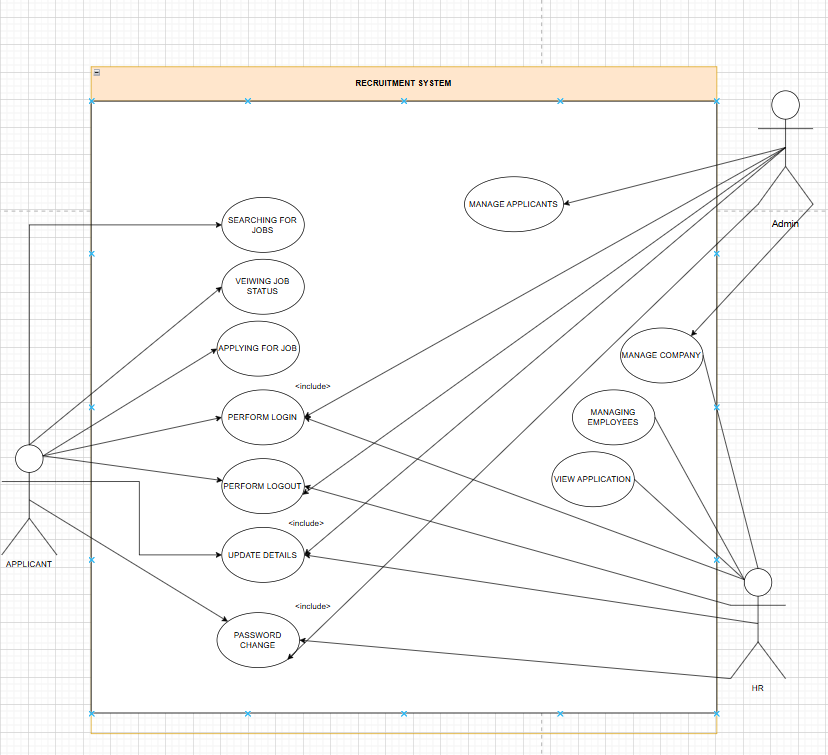 RECRUITMENT SYSTEM
MANAGE APPLICANTS
Admin
SEARCHING FOR
JOBS
VEIWING JOB
STATUS
APPLYING FOR JOB
MANAGE COMPANY
<include>
PERFORM LOGIN
MANAGING
EMPLOYEES
VIEW APPLICATION
PERFORM LOGOUT
<include>
UPDATE DETAILS
APPLICANT
<include>
PASSWORD
CHANGE
HR